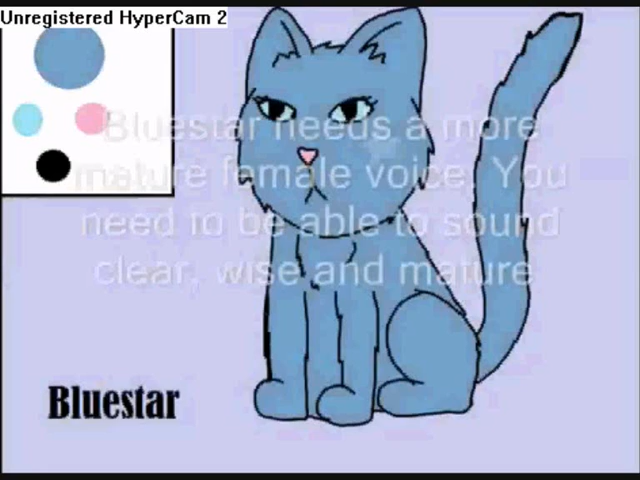 Unregistered HyperCam 2
Bluestar needs a more
mature female voice. You
need to be able to sound
clear, wise and mature
Bluestar